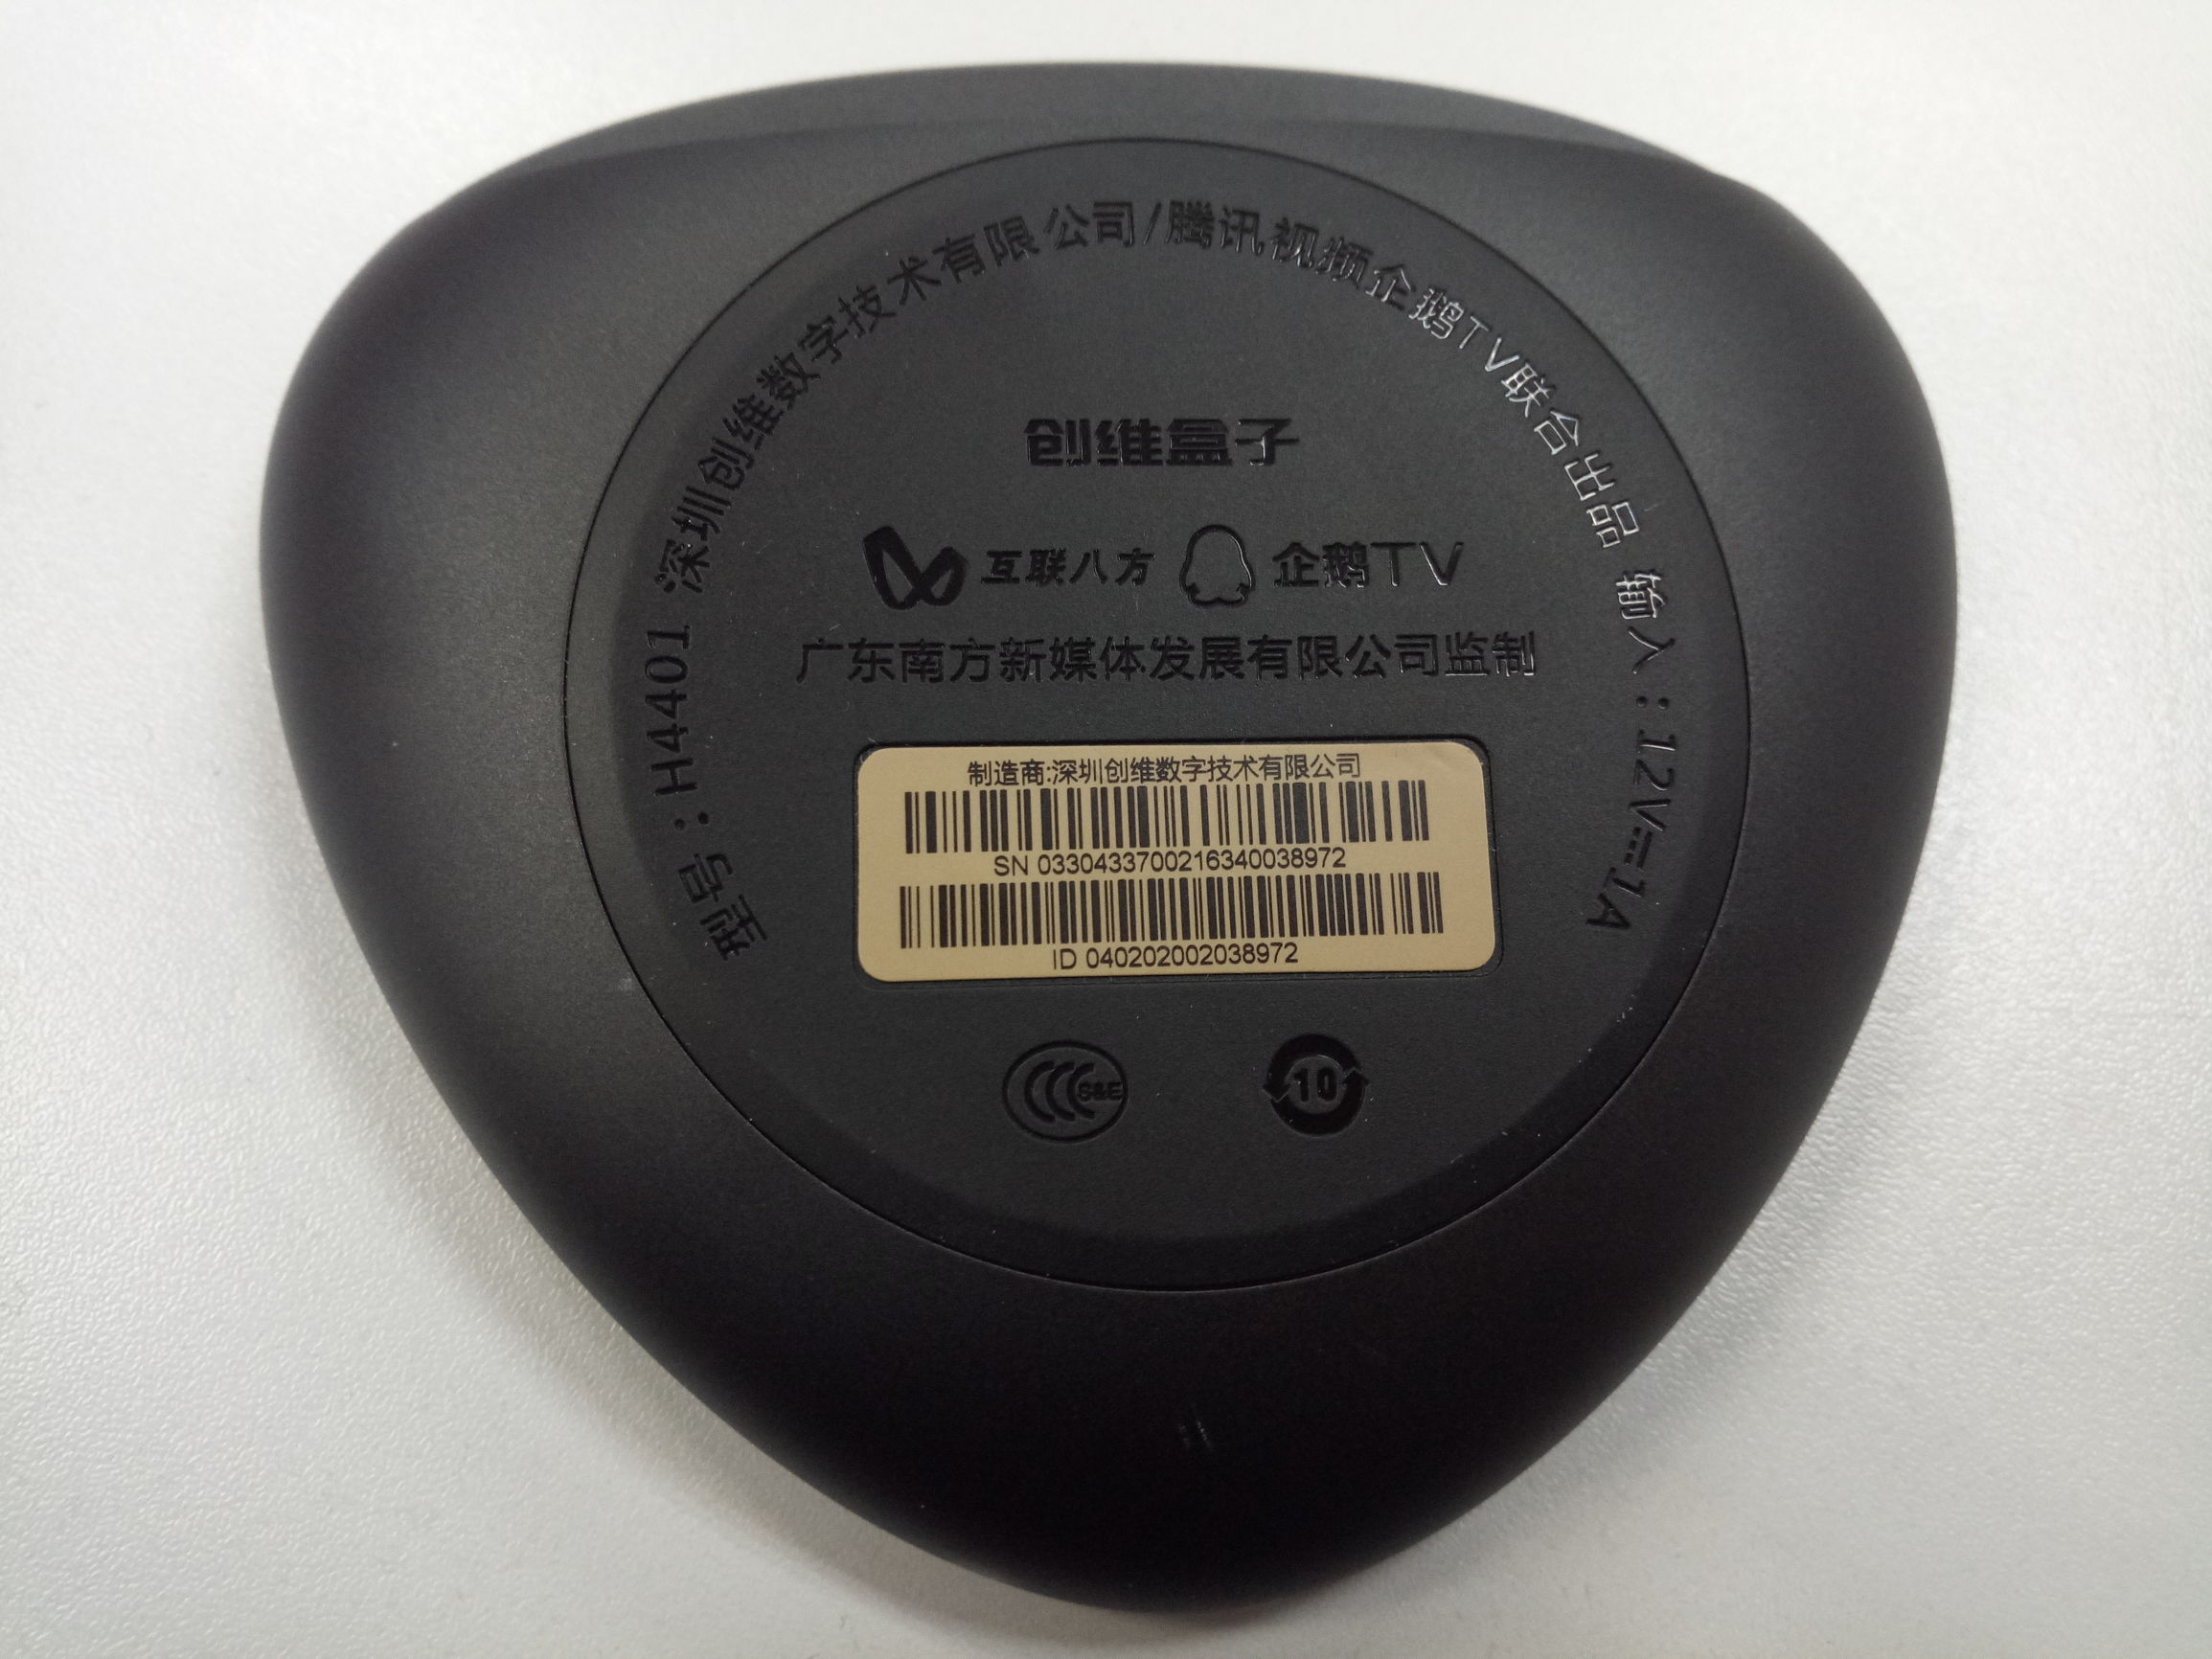 型号：H4401 深圳创维数字技术有限公司/腾讯视频企鹅TV联合出品 输入：12V⎓1A
创维盒子
互联八方 企鹅TV
广东南方新媒体发展有限公司监制
制造商:深圳创维数字技术有限公司
SN 0330433700216340038972
ID 040202002038972
CCC S&E
10